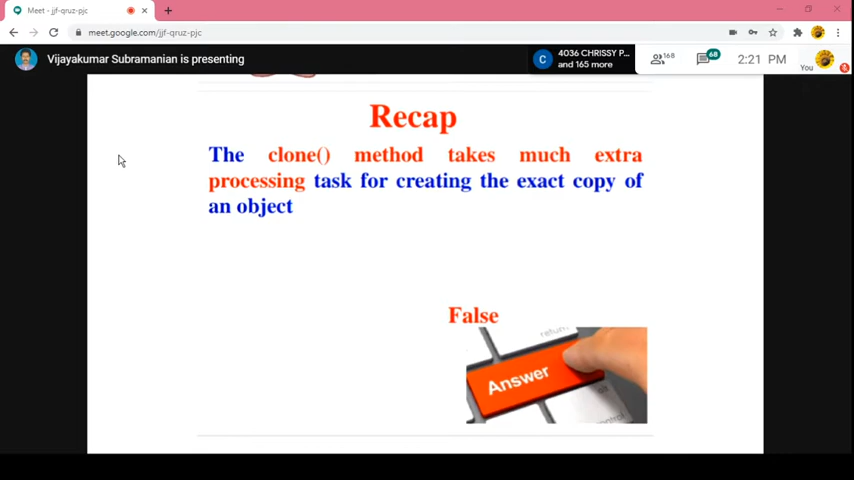 Meet - jjf-qruz-pjc
meet.google.com/jjf-qruz-pjc
Vijayakumar Subramanian is presenting
C
4036 CHRISSY P...
and 165 more
168
68
2:21 PM
You
Recap
The clone() method takes much extra
processing task for creating the exact copy of
an object
False
return
Answer
control